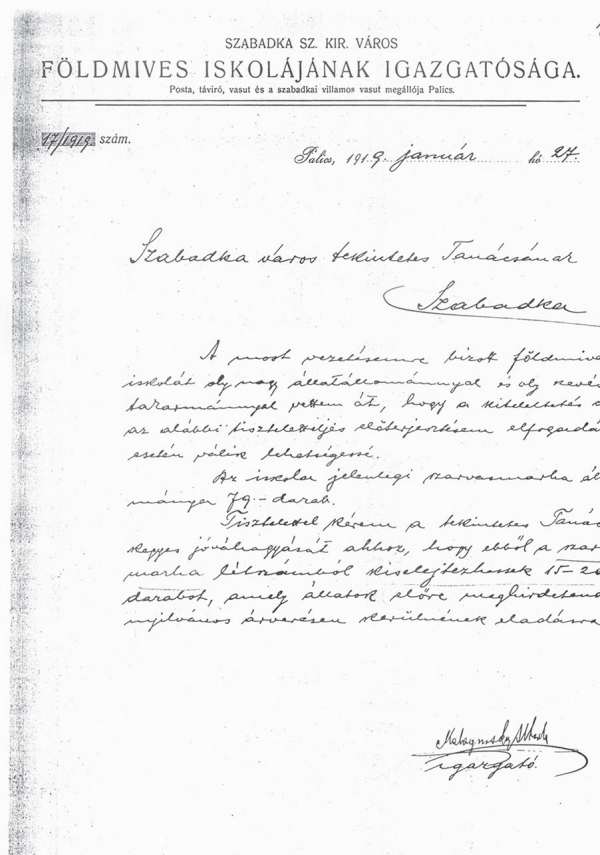 SZABADKA SZ. KIR. VÁROS
FÖLDMIVES ISKOLÁJÁNAK IGAZGATÓSÁGA.
Posta, táviró, vasut és a szabadkai villamos vasut megállója Palics.
17/1919. szám.
Palics, 1919. január hó 27.
Szabadka város tekintetes Tanácsának
Szabadka
A most vezetésemre bizott földmive
iskolát oly nagy állatállománnyal és oly kevés
takarmánnyal vettem át, hogy a kiteleltetés
az alábbi tiszteletteljes előterjesztésem elfogadá
esetén válik lehetségessé.
Az iskola jelenlegi szarvasmarha ál
mánya 79.- darab.
Tisztelettel kérem a tekintetes Tanác
kegyes jóváhagyását ahhoz, hogy ebből a szar
marha létszámból kiselejtezhessek 15-20
darabot, amely állatok előre meghirdetend
nyilvános árverésen kerülnének eladásra
igazgató.